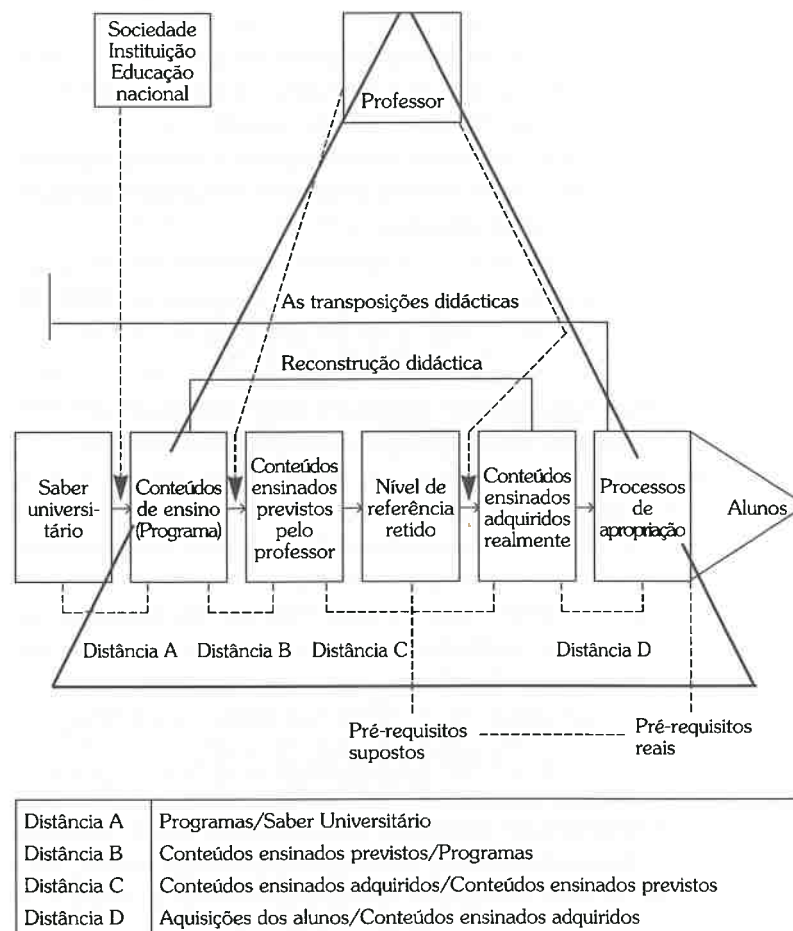 Sociedade
Instituição
Educação
nacional
Professor
As transposições didácticas
Reconstrução didáctica
Saber
universi-
tário
Conteúdos
de ensino
(Programa)
Conteúdos
ensinados
previstos
pelo
professor
Nível de
referência
retido
Conteúdos
ensinados
adquiridos
realmente
Processos
de
apropriação
Alunos
Distância A
Distância B
Distância C
Distância D
Pré-requisitos
supostos
Pré-requisitos
reais
Distância A Programas/Saber Universitário
Distância B Conteúdos ensinados previstos/Programas
Distância C Conteúdos ensinados adquiridos/Conteúdos ensinados previstos
Distância D Aquisições dos alunos/Conteúdos ensinados adquiridos